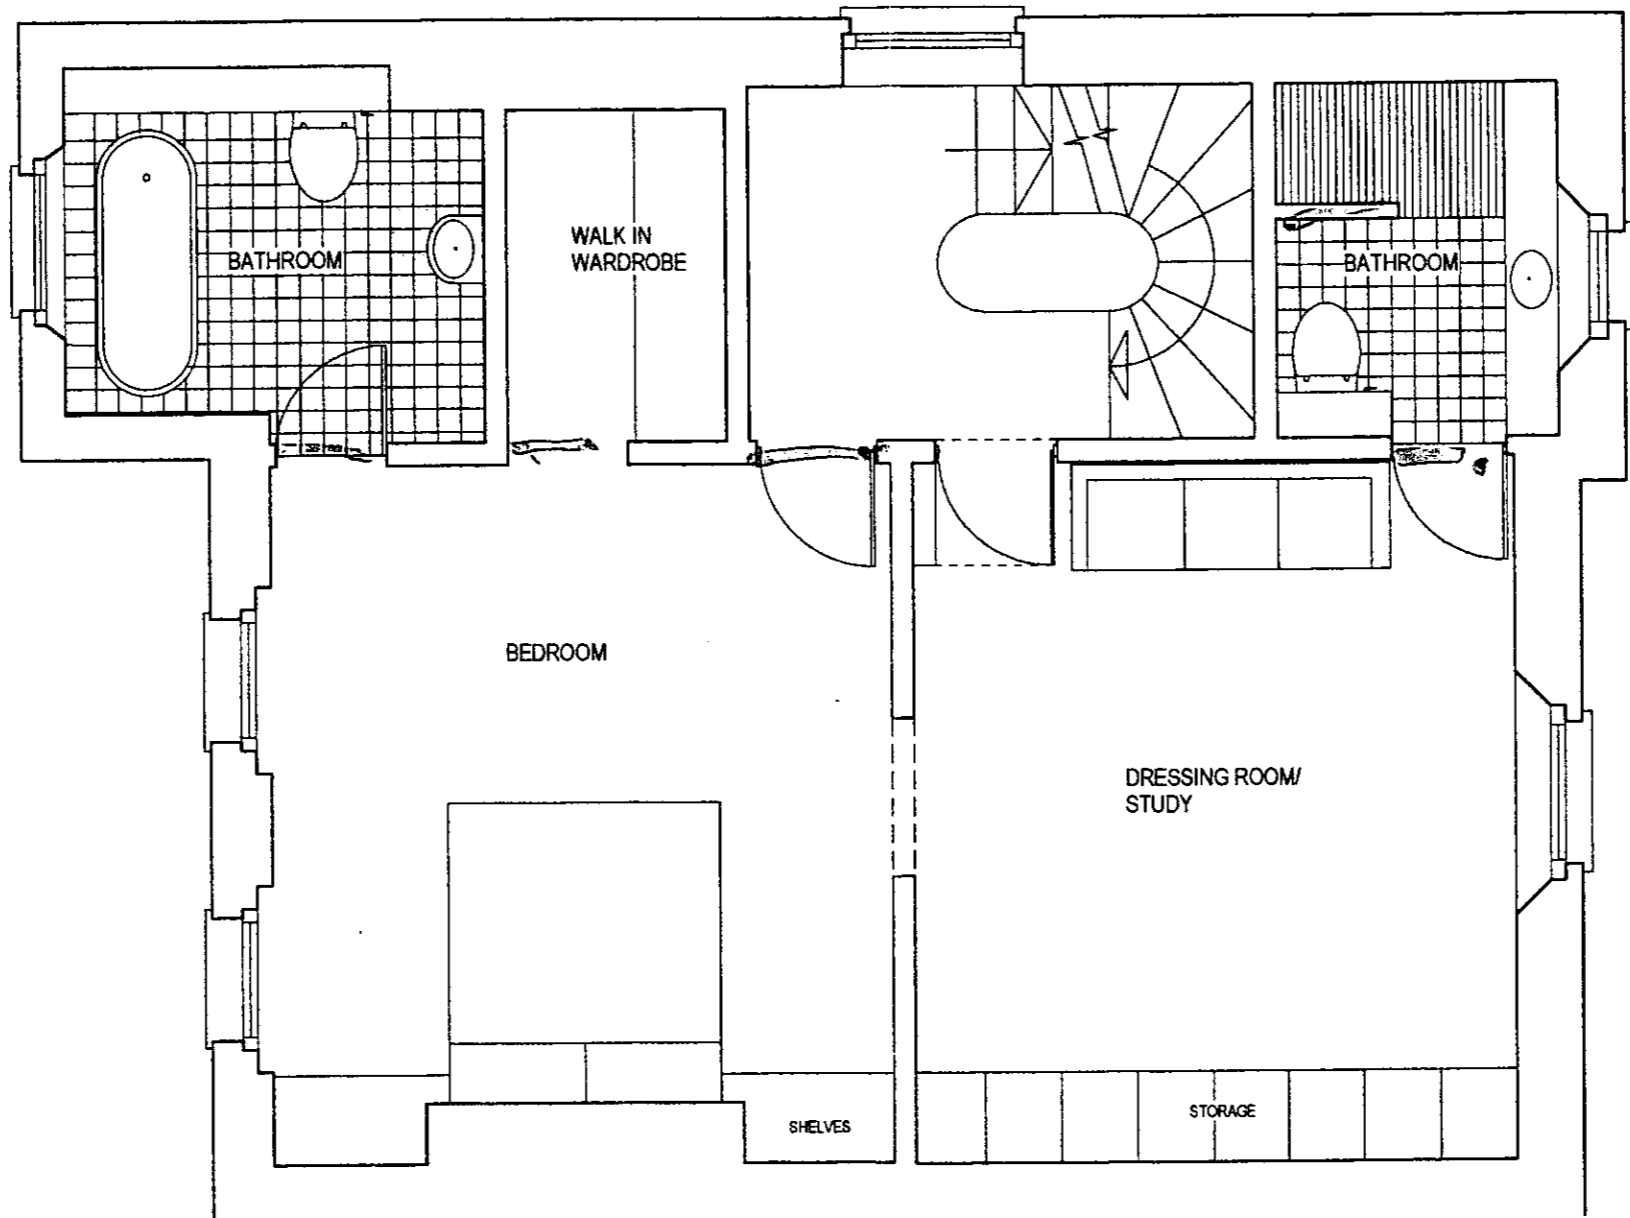 WALK IN
WARDROBE
BATHROOM
BATHROOM
BEDROOM
DRESSING ROOM/
STUDY
STORAGE
SHELVES